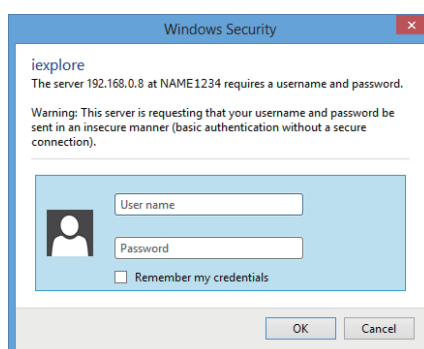 Windows Security
iexplore
The server 192.168.0.8 at NAME1234 requires a username and password.
Warning: This server is requesting that your username and password be
sent in an insecure manner (basic authentication without a secure
connection).
User name
Password
Remember my credentials
OK Cancel